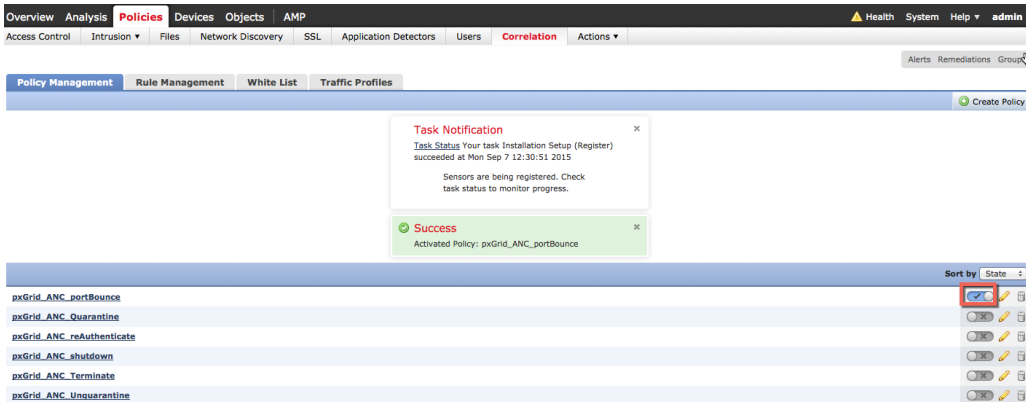 Overview Analysis Policies Devices Objects AMP Health System Help ▾ admin
Access Control Intrusion ▾ Files Network Discovery SSL Application Detectors Users Correlation Actions ▾
Alerts Remediations Group
Policy Management Rule Management White List Traffic Profiles
Create Policy
Task Notification
Task Status Your task Installation Setup (Register)
succeeded at Mon Sep 7 12:30:51 2015
Sensors are being registered. Check
task status to monitor progress.
Success
Activated Policy: pxGrid_ANC_portBounce
Sort by State
pxGrid_ANC_portBounce
pxGrid_ANC_Quarantine
pxGrid_ANC_reAuthenticate
pxGrid_ANC_shutdown
pxGrid_ANC_Terminate
pxGrid_ANC_Unquarantine